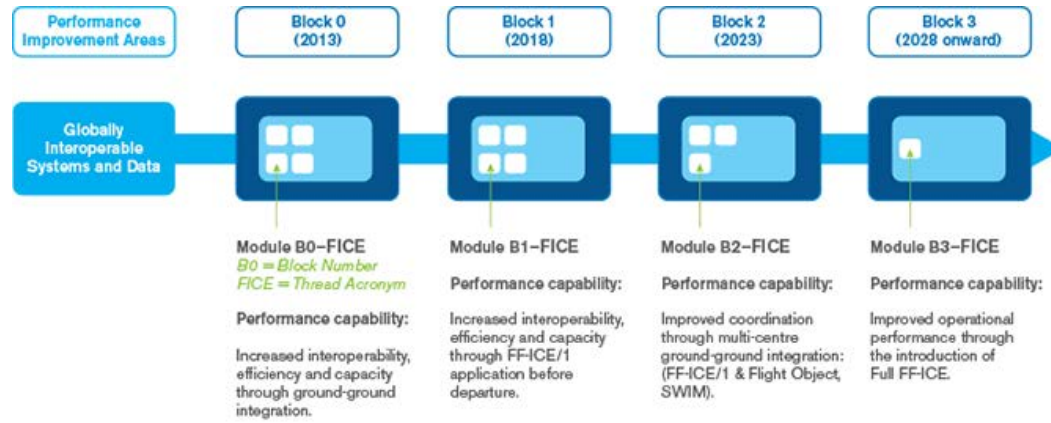 Performance
Improvement Areas
Block 0
(2013)
Block 1
(2018)
Block 2
(2023)
Block 3
(2028 onward)
Globally
Interoperable
Systems and Data
Module B0–FICE
B0 = Block Number
FICE = Thread Acronym
Performance capability:
Increased interoperability,
efficiency and capacity
through ground-ground
integration.
Module B1–FICE
Performance capability:
Increased interoperability,
efficiency and capacity
through FF-ICE/1
application before
departure.
Module B2–FICE
Performance capability:
Improved coordination
through multi-centre
ground-ground integration:
(FF-ICE/1 & Flight Object,
SWIM).
Module B3–FICE
Performance capability:
Improved operational
performance through
the introduction of
Full FF-ICE.